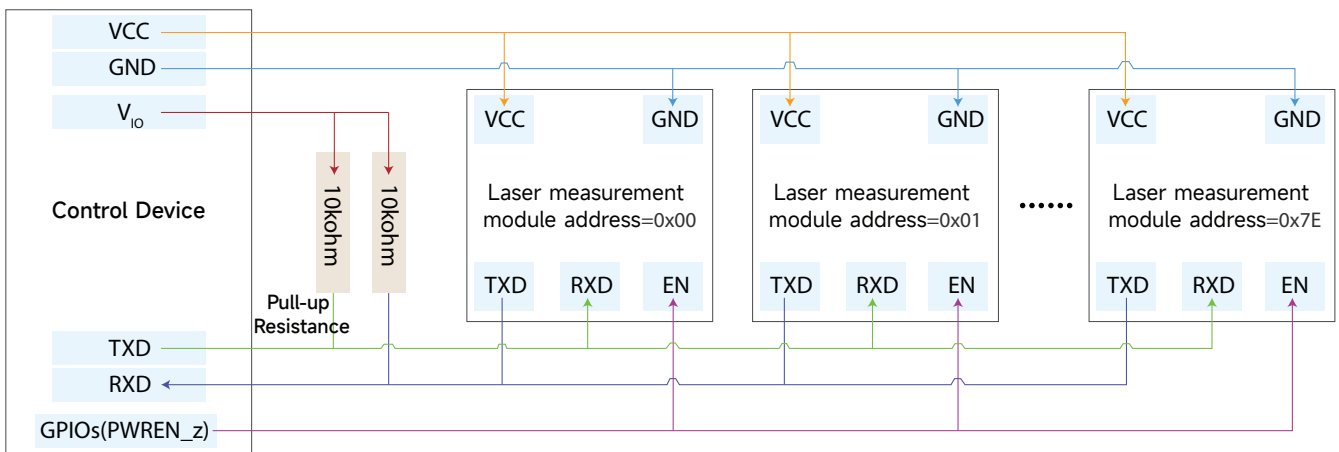 VCC
GND
V_IO
Control Device
10kohm
10kohm
Pull-up
Resistance
TXD
RXD
GPIOs(PWREN_z)
VCC
GND
Laser measurement
module address=0x00
TXD
RXD
EN
VCC
GND
Laser measurement
module address=0x01
TXD
RXD
EN
......
VCC
GND
Laser measurement
module address=0x7E
TXD
RXD
EN